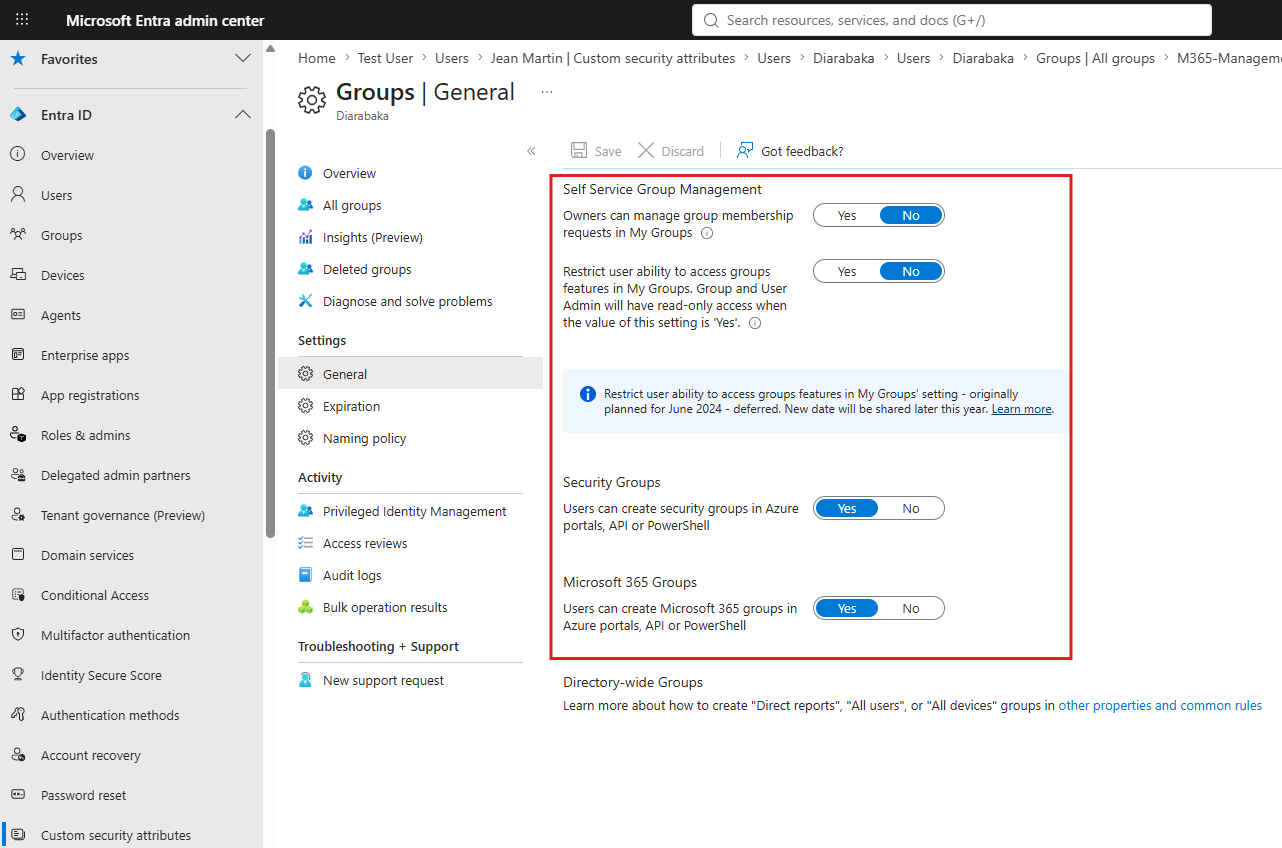 Microsoft Entra admin center
Search resources, services, and docs (G+/)
Favorites
Entra ID
Overview
Users
Groups
Devices
Agents
Enterprise apps
App registrations
Roles & admins
Delegated admin partners
Tenant governance (Preview)
Domain services
Conditional Access
Multifactor authentication
Identity Secure Score
Authentication methods
Account recovery
Password reset
Custom security attributes
Home > Test User > Users > Jean Martin | Custom security attributes > Users > Diarabaka > Users > Diarabaka > Groups | All groups > M365-Manageme
Groups | General
...
Diarabaka
«
Overview
All groups
Insights (Preview)
Deleted groups
Diagnose and solve problems
Settings
General
Expiration
Naming policy
Activity
Privileged Identity Management
Access reviews
Audit logs
Bulk operation results
Troubleshooting + Support
New support request
Save
Discard
Got feedback?
Self Service Group Management
Owners can manage group membership
requests in My Groups
Yes No
Restrict user ability to access groups
features in My Groups. Group and User
Admin will have read-only access when
the value of this setting is 'Yes'.
Yes No
Restrict user ability to access groups features in My Groups' setting - originally
planned for June 2024 - deferred. New date will be shared later this year. Learn more.
Security Groups
Users can create security groups in Azure
portals, API or PowerShell
Yes No
Microsoft 365 Groups
Users can create Microsoft 365 groups in
Azure portals, API or PowerShell
Yes No
Directory-wide Groups
Learn more about how to create "Direct reports", "All users", or "All devices" groups in other properties and common rules